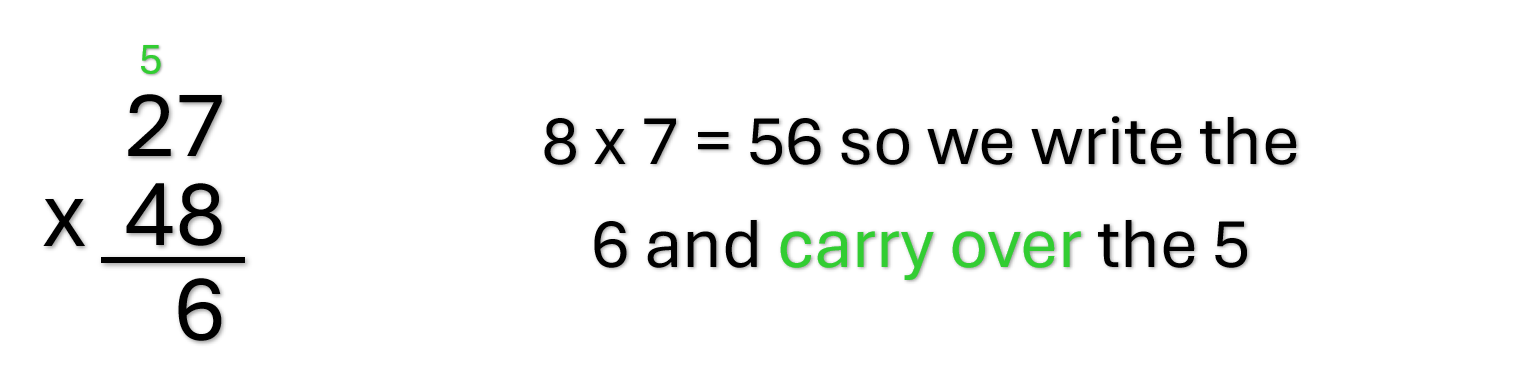 5
27
x 48
6
8 x 7 = 56 so we write the
6 and carry over the 5